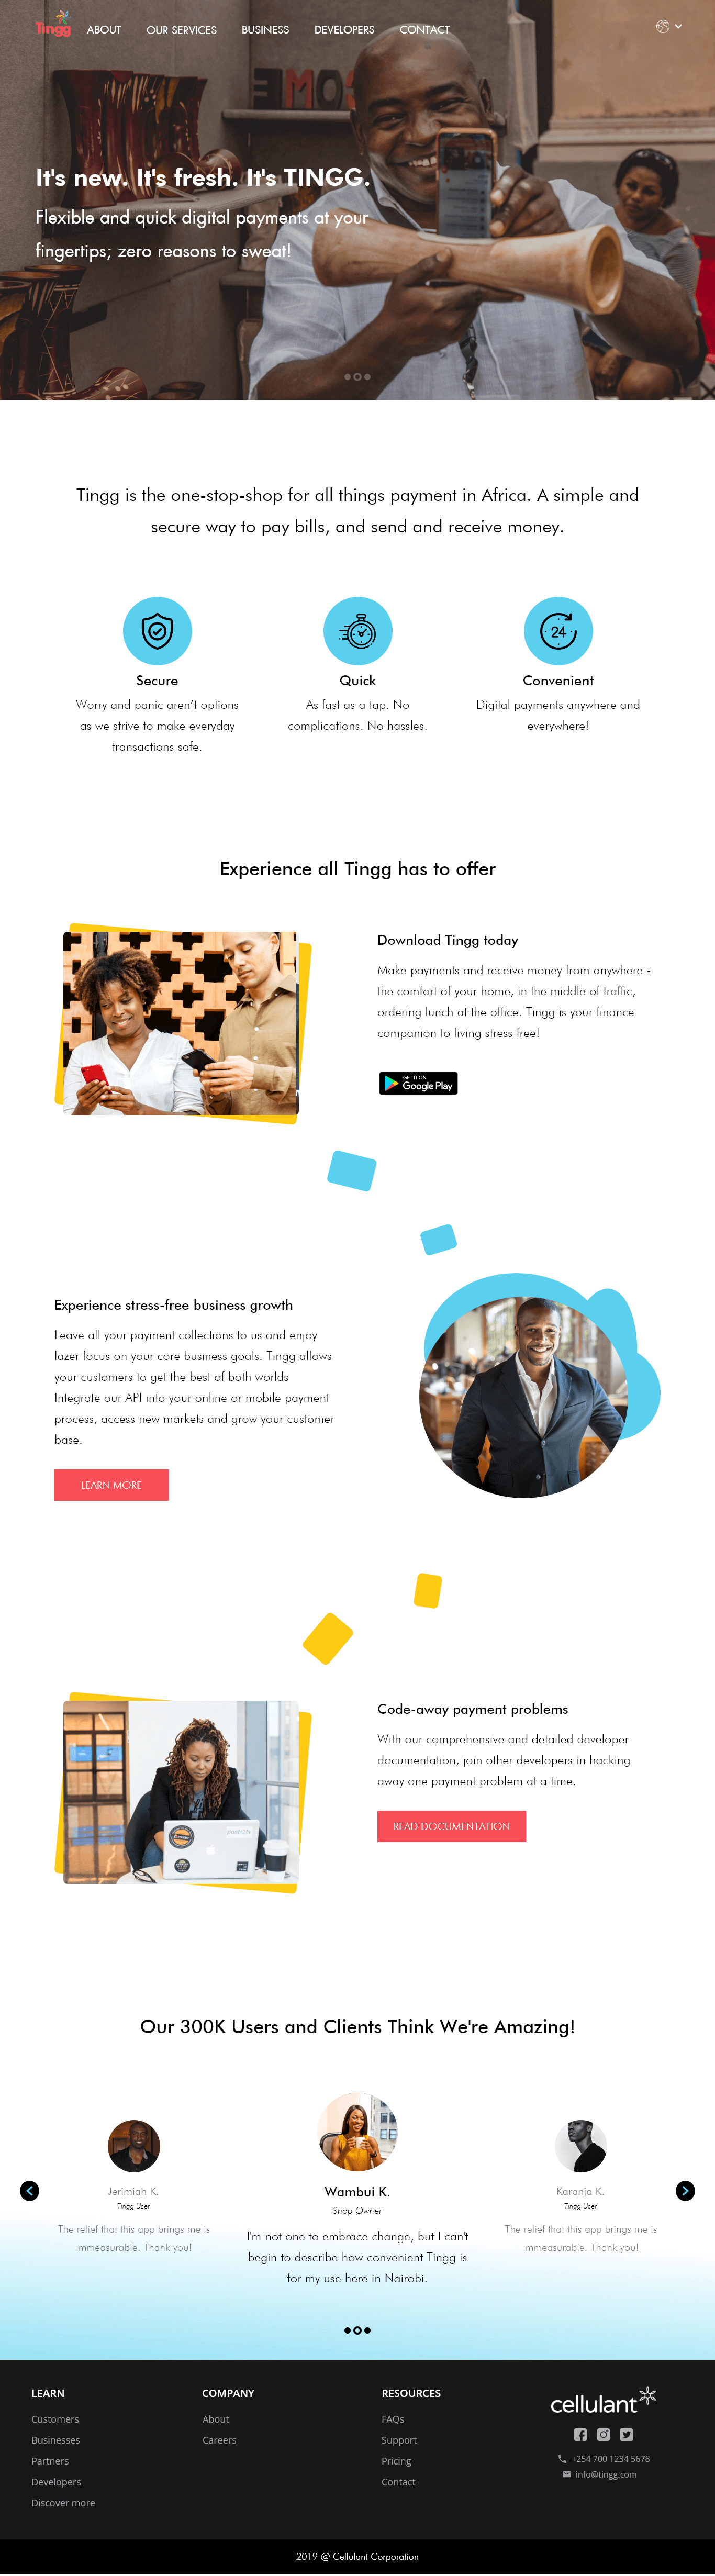 Tingg
ABOUT OUR SERVICES BUSINESS DEVELOPERS CONTACT
It's new. It's fresh. It's TINGG.
Flexible and quick digital payments at your
fingertips; zero reasons to sweat!
Tingg is the one-stop-shop for all things payment in Africa. A simple and
secure way to pay bills, and send and receive money.
Secure
Worry and panic aren’t options
as we strive to make everyday
transactions safe.
Quick
As fast as a tap. No
complications. No hassles.
24
Convenient
Digital payments anywhere and
everywhere!
Experience all Tingg has to offer
Download Tingg today
Make payments and receive money from anywhere -
the comfort of your home, in the middle of traffic,
ordering lunch at the office. Tingg is your finance
companion to living stress free!
GET IT ON
Google Play
Experience stress-free business growth
Leave all your payment collections to us and enjoy
lazer focus on your core business goals. Tingg allows
your customers to get the best of both worlds
Integrate our API into your online or mobile payment
process, access new markets and grow your customer
base.
LEARN MORE
Code-away payment problems
With our comprehensive and detailed developer
documentation, join other developers in hacking
away one payment problem at a time.
READ DOCUMENTATION
Our 300K Users and Clients Think We're Amazing!
Jerimiah K.
Tingg User
The relief that this app brings me is
immeasurable. Thank you!
Wambui K.
Shop Owner
I'm not one to embrace change, but I can't
begin to describe how convenient Tingg is
for my use here in Nairobi.
Karanja K.
Tingg User
The relief that this app brings me is
immeasurable. Thank you!
LEARN
Customers
Businesses
Partners
Developers
Discover more
COMPANY
About
Careers
RESOURCES
FAQs
Support
Pricing
Contact
cellulant
+254 700 1234 5678
info@tingg.com
2019 @ Cellulant Corporation